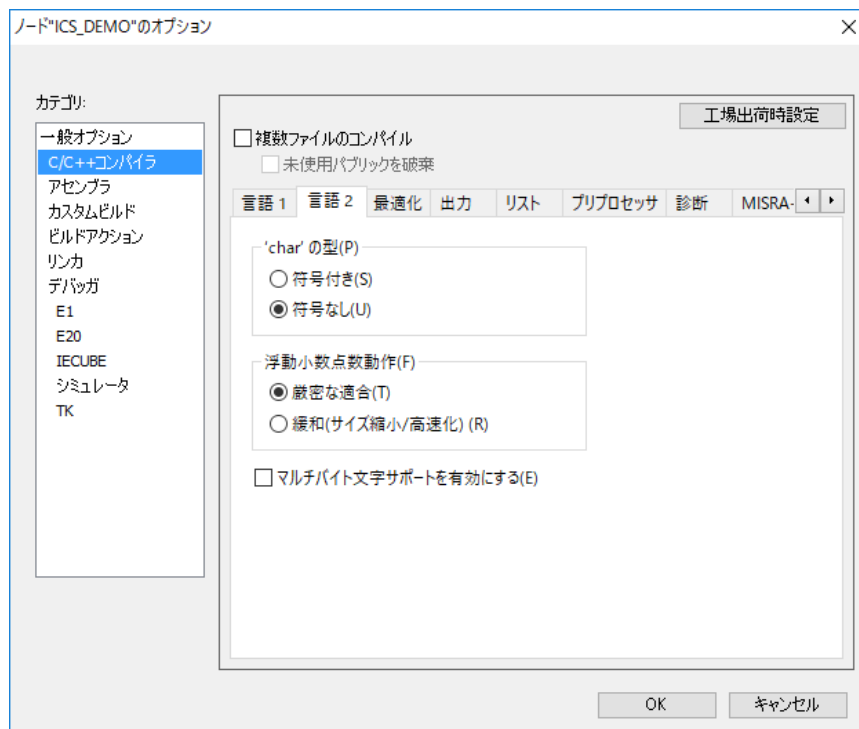 ノード"ICS_DEMO"のオプション
カテゴリ:
一般オプション
C/C++コンパイラ
アセンブラ
カスタムビルド
ビルドアクション
リンカ
デバッガ
E1
E20
IECUBE
シミュレータ
TK
工場出荷時設定
複数ファイルのコンパイル
未使用パブリックを破棄
言語 1 言語 2 最適化 出力 リスト プリプロセッサ 診断 MISRA-
'char' の型(P)
符号付き(S)
符号なし(U)
浮動小数点数動作(F)
厳密な適合(T)
緩和(サイズ縮小/高速化) (R)
マルチバイト文字サポートを有効にする(E)
OK キャンセル